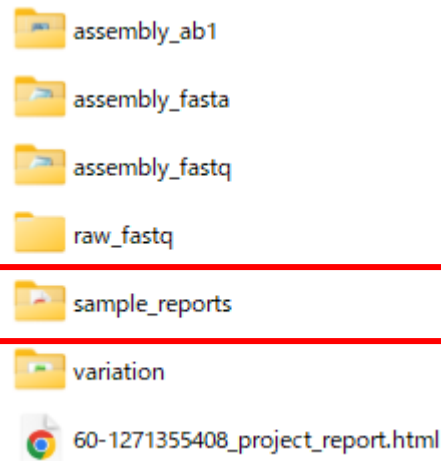 assembly_ab1
assembly_fasta
assembly_fastq
raw_fastq
sample_reports
variation
60-1271355408_project_report.html